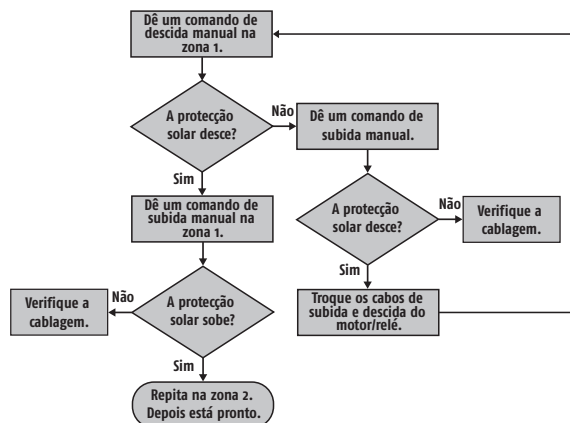 Dê um comando de
descida manual na
zona 1.
A protecção
solar desce?
Não
Dê um comando de
subida manual.
Sim
Dê um comando de
subida manual na
zona 1.
A protecção
solar desce?
Não
Verifique a
cablagem.
Sim
Troque os cabos de
subida e descida do
motor/relé.
A protecção
solar sobe?
Não
Verifique a
cablagem.
Sim
Repita na zona 2.
Depois está pronto.